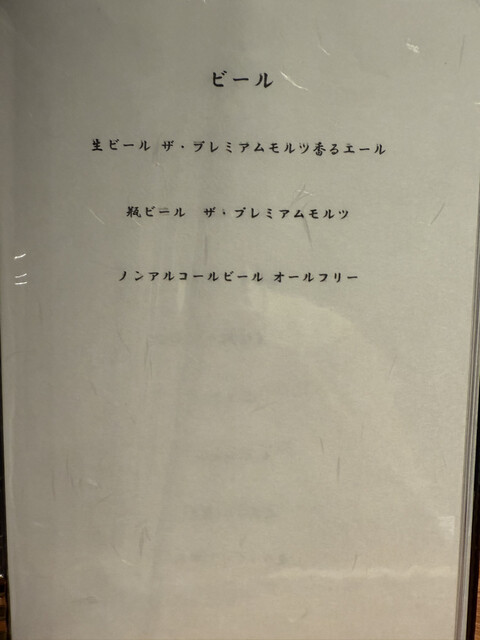 ビール
生ビール ザ・プレミアムモルツ香るエール
瓶ビール ザ・プレミアムモルツ
ノンアルコールビール オールフリー